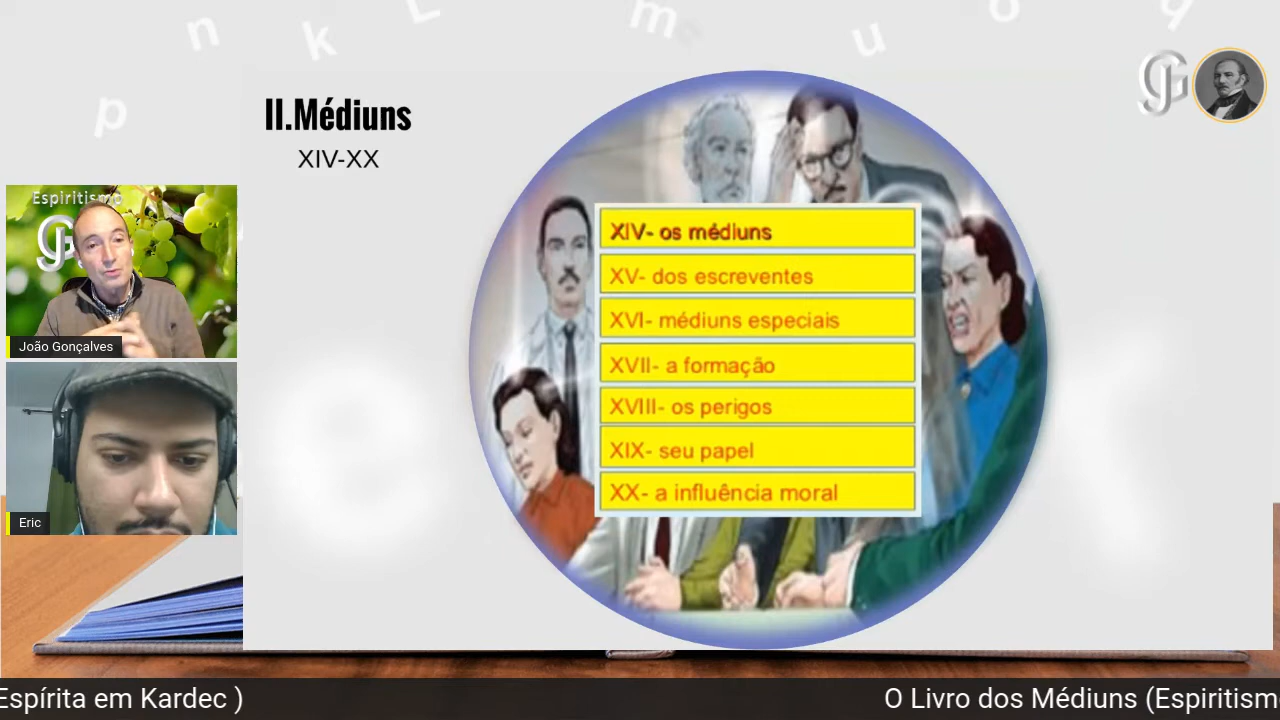 II.Médiuns
XIV-XX
Espiritismo
JG
João Gonçalves
Eric
XIV- os médiuns
XV- dos escreventes
XVI- médiuns especiais
XVII- a formação
XVIII- os perigos
XIX- seu papel
XX- a influência moral
Espírita em Kardec )
O Livro dos Médiuns (Espiritism
n k L m c u o q
p
e
r